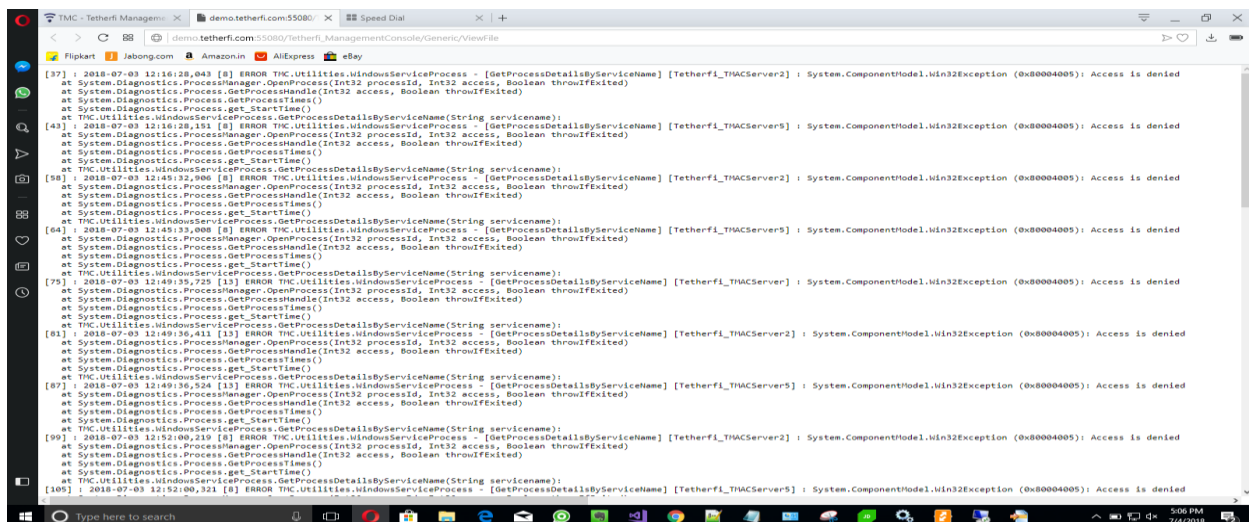 TMC - Tetherfi Manageme
demo.tetherfi.com:55080/
Speed Dial
demo.tetherfi.com:55080/Tetherfi_ManagementConsole/Generic/ViewFile
Flipkart Jabong.com Amazon.in AliExpress eBay
[37] : 2018-07-03 12:16:28,043 [8] ERROR TMC.Utilities.WindowsServiceProcess - [GetProcessDetailsByServiceName] [Tetherfi_TMACServer2] : System.ComponentModel.Win32Exception (0x80004005): Access is denied
at System.Diagnostics.ProcessManager.OpenProcess(Int32 processId, Int32 access, Boolean throwIfExited)
at System.Diagnostics.Process.GetProcessHandle(Int32 access, Boolean throwIfExited)
at System.Diagnostics.Process.GetProcessTimes()
at System.Diagnostics.Process.get_StartTime()
at TMC.Utilities.WindowsServiceProcess.GetProcessDetailsByServiceName(String servicename):
[43] : 2018-07-03 12:16:28,151 [8] ERROR TMC.Utilities.WindowsServiceProcess - [GetProcessDetailsByServiceName] [Tetherfi_TMACServer5] : System.ComponentModel.Win32Exception (0x80004005): Access is denied
at System.Diagnostics.ProcessManager.OpenProcess(Int32 processId, Int32 access, Boolean throwIfExited)
at System.Diagnostics.Process.GetProcessHandle(Int32 access, Boolean throwIfExited)
at System.Diagnostics.Process.GetProcessTimes()
at System.Diagnostics.Process.get_StartTime()
at TMC.Utilities.WindowsServiceProcess.GetProcessDetailsByServiceName(String servicename):
[58] : 2018-07-03 12:45:32,906 [8] ERROR TMC.Utilities.WindowsServiceProcess - [GetProcessDetailsByServiceName] [Tetherfi_TMACServer2] : System.ComponentModel.Win32Exception (0x80004005): Access is denied
at System.Diagnostics.ProcessManager.OpenProcess(Int32 processId, Int32 access, Boolean throwIfExited)
at System.Diagnostics.Process.GetProcessHandle(Int32 access, Boolean throwIfExited)
at System.Diagnostics.Process.GetProcessTimes()
at System.Diagnostics.Process.get_StartTime()
at TMC.Utilities.WindowsServiceProcess.GetProcessDetailsByServiceName(String servicename):
[64] : 2018-07-03 12:45:33,008 [8] ERROR TMC.Utilities.WindowsServiceProcess - [GetProcessDetailsByServiceName] [Tetherfi_TMACServer5] : System.ComponentModel.Win32Exception (0x80004005): Access is denied
at System.Diagnostics.ProcessManager.OpenProcess(Int32 processId, Int32 access, Boolean throwIfExited)
at System.Diagnostics.Process.GetProcessHandle(Int32 access, Boolean throwIfExited)
at System.Diagnostics.Process.GetProcessTimes()
at System.Diagnostics.Process.get_StartTime()
at TMC.Utilities.WindowsServiceProcess.GetProcessDetailsByServiceName(String servicename):
[75] : 2018-07-03 12:49:35,725 [13] ERROR TMC.Utilities.WindowsServiceProcess - [GetProcessDetailsByServiceName] [Tetherfi_TMACServer2] : System.ComponentModel.Win32Exception (0x80004005): Access is denied
at System.Diagnostics.ProcessManager.OpenProcess(Int32 processId, Int32 access, Boolean throwIfExited)
at System.Diagnostics.Process.GetProcessHandle(Int32 access, Boolean throwIfExited)
at System.Diagnostics.Process.GetProcessTimes()
at System.Diagnostics.Process.get_StartTime()
at TMC.Utilities.WindowsServiceProcess.GetProcessDetailsByServiceName(String servicename):
[81] : 2018-07-03 12:49:36,411 [13] ERROR TMC.Utilities.WindowsServiceProcess - [GetProcessDetailsByServiceName] [Tetherfi_TMACServer2] : System.ComponentModel.Win32Exception (0x80004005): Access is denied
at System.Diagnostics.ProcessManager.OpenProcess(Int32 processId, Int32 access, Boolean throwIfExited)
at System.Diagnostics.Process.GetProcessHandle(Int32 access, Boolean throwIfExited)
at System.Diagnostics.Process.GetProcessTimes()
at System.Diagnostics.Process.get_StartTime()
at TMC.Utilities.WindowsServiceProcess.GetProcessDetailsByServiceName(String servicename):
[87] : 2018-07-03 12:49:36,524 [13] ERROR TMC.Utilities.WindowsServiceProcess - [GetProcessDetailsByServiceName] [Tetherfi_TMACServer5] : System.ComponentModel.Win32Exception (0x80004005): Access is denied
at System.Diagnostics.ProcessManager.OpenProcess(Int32 processId, Int32 access, Boolean throwIfExited)
at System.Diagnostics.Process.GetProcessHandle(Int32 access, Boolean throwIfExited)
at System.Diagnostics.Process.GetProcessTimes()
at System.Diagnostics.Process.get_StartTime()
at TMC.Utilities.WindowsServiceProcess.GetProcessDetailsByServiceName(String servicename):
[99] : 2018-07-03 12:52:00,219 [8] ERROR TMC.Utilities.WindowsServiceProcess - [GetProcessDetailsByServiceName] [Tetherfi_TMACServer2] : System.ComponentModel.Win32Exception (0x80004005): Access is denied
at System.Diagnostics.ProcessManager.OpenProcess(Int32 processId, Int32 access, Boolean throwIfExited)
at System.Diagnostics.Process.GetProcessHandle(Int32 access, Boolean throwIfExited)
at System.Diagnostics.Process.GetProcessTimes()
at System.Diagnostics.Process.get_StartTime()
at TMC.Utilities.WindowsServiceProcess.GetProcessDetailsByServiceName(String servicename):
[105] : 2018-07-03 12:52:00,321 [8] ERROR TMC.Utilities.WindowsServiceProcess - [GetProcessDetailsByServiceName] [Tetherfi_TMACServer5] : System.ComponentModel.Win32Exception (0x80004005): Access is denied
Type here to search
5:06 PM
7/4/2018